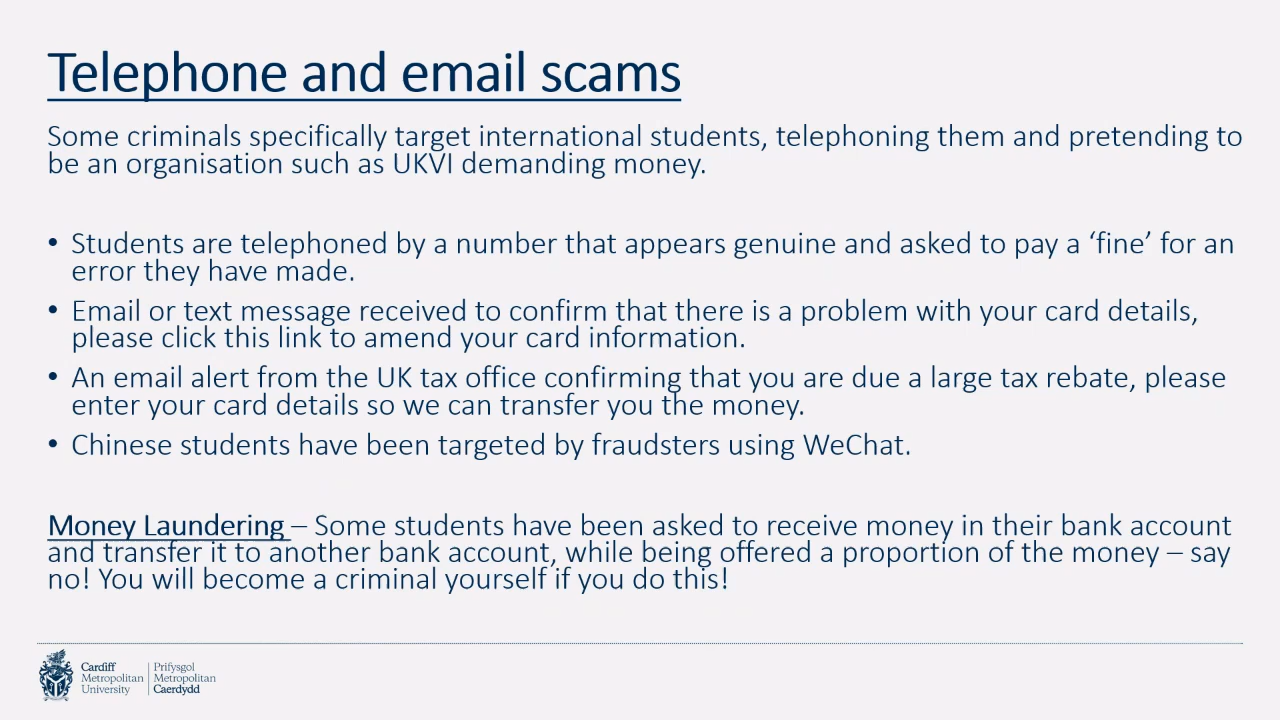 Telephone and email scams
Some criminals specifically target international students, telephoning them and pretending to
be an organisation such as UKVI demanding money.
• Students are telephoned by a number that appears genuine and asked to pay a ‘fine’ for an
error they have made.
• Email or text message received to confirm that there is a problem with your card details,
please click this link to amend your card information.
• An email alert from the UK tax office confirming that you are due a large tax rebate, please
enter your card details so we can transfer you the money.
• Chinese students have been targeted by fraudsters using WeChat.
Money Laundering – Some students have been asked to receive money in their bank account
and transfer it to another bank account, while being offered a proportion of the money – say
no! You will become a criminal yourself if you do this!
Cardiff
Metropolitan
University
Prifysgol
Metropolitan
Caerdydd